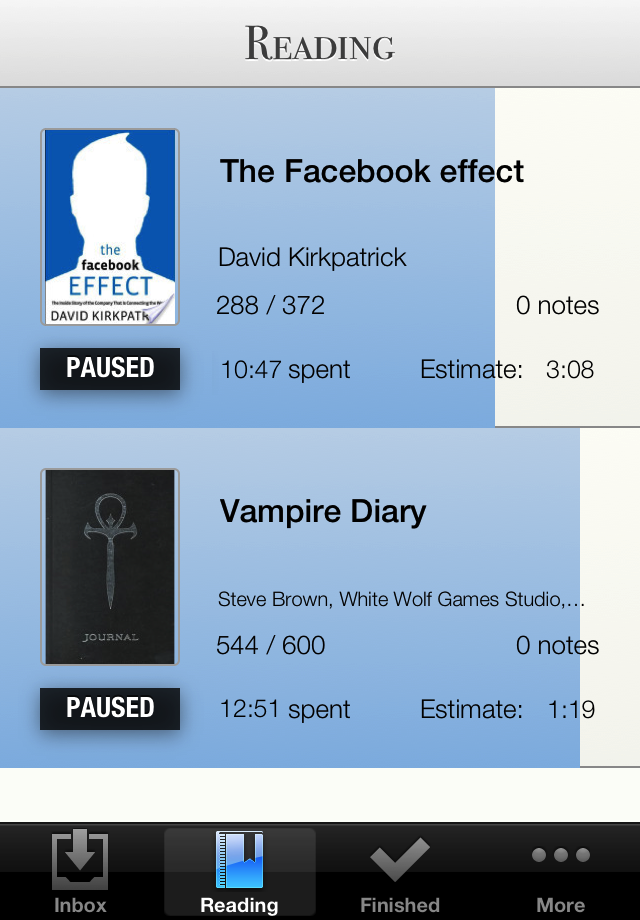 READING
the
facebook
EFFECT
The Inside Story of the Company That Is Connecting the
DAVID KIRKPATR
The Facebook effect
David Kirkpatrick
288 / 372
0 notes
PAUSED
10:47 spent
Estimate: 3:08
JOURNAL
Vampire Diary
Steve Brown, White Wolf Games Studio,...
544 / 600
0 notes
PAUSED
12:51 spent
Estimate: 1:19
Inbox
Reading
Finished
More